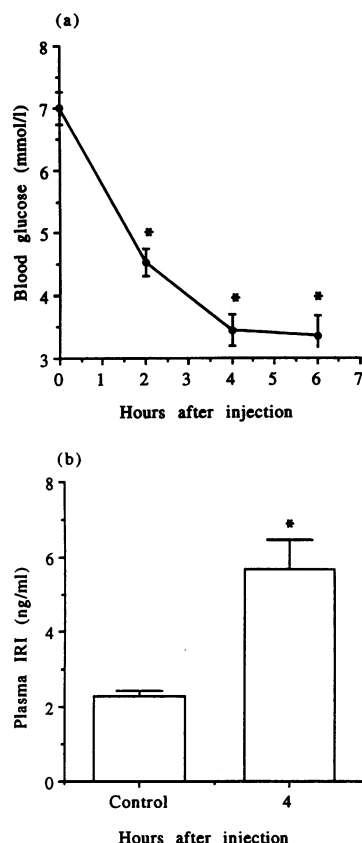 (a)
Blood glucose (mmol/l)
8
7
6
5
4
3
*
*
*
0 1 2 3 4 5 6 7
Hours after injection
(b)
Plasma IRI (ng/ml)
8
6
4
2
0
*
Control 4
Hours after injection